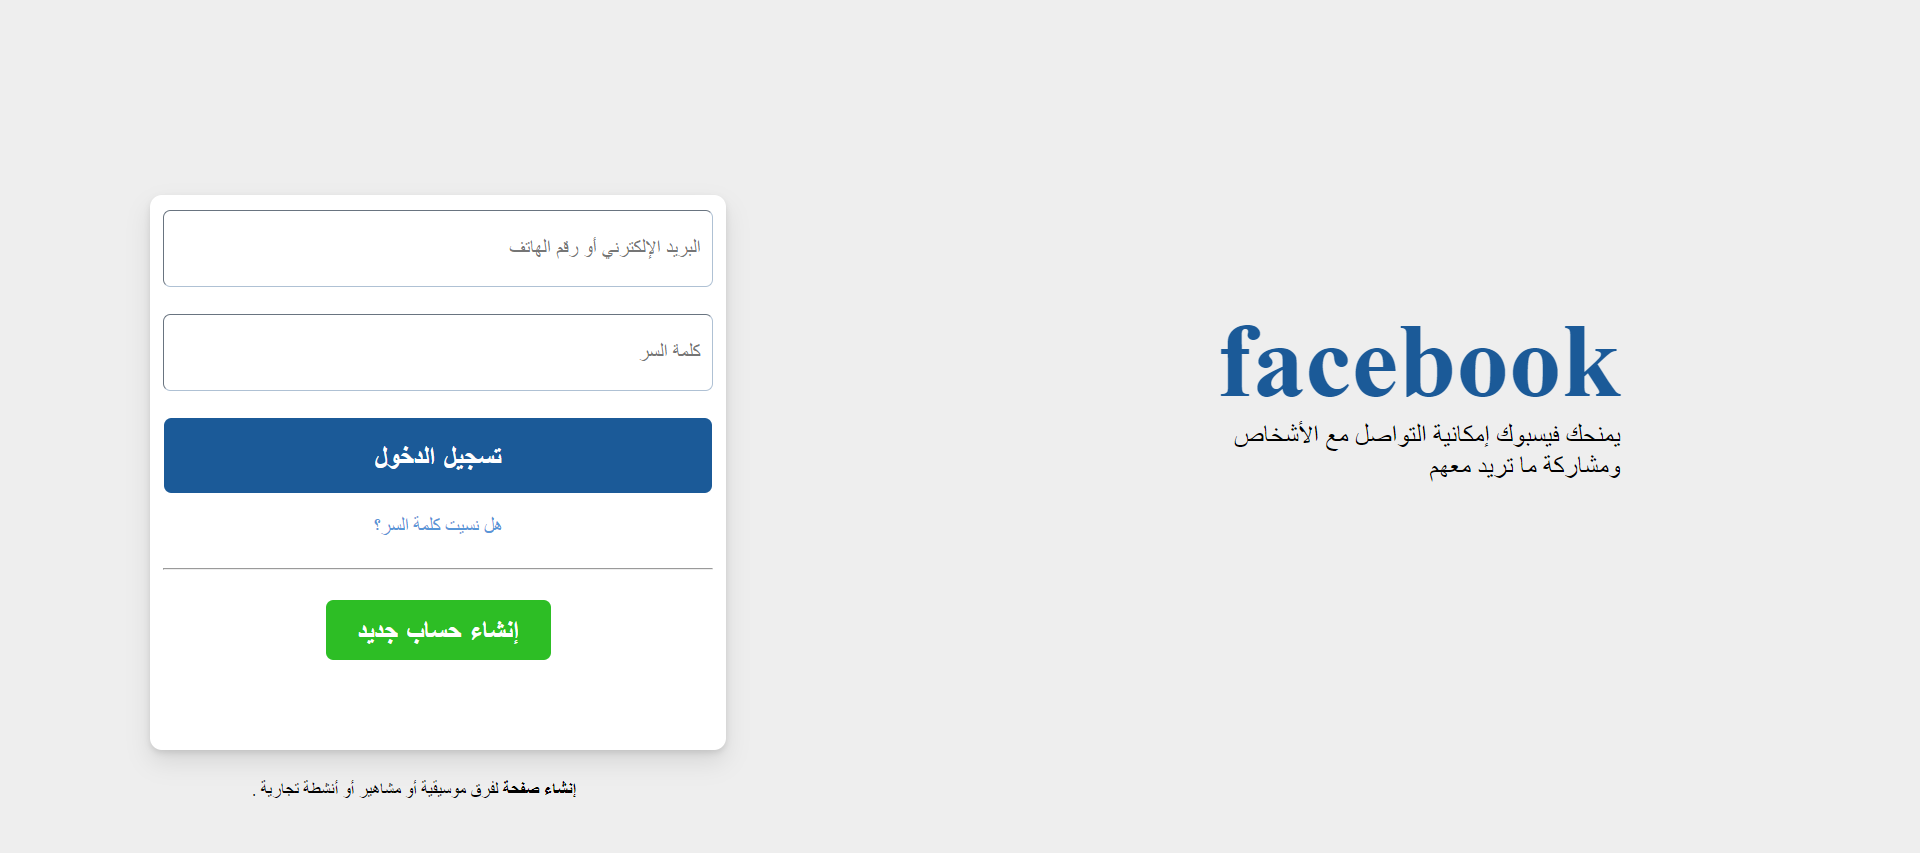 facebook
يمنحك فيسبوك إمكانية التواصل مع الأشخاص
ومشاركة ما تريد معهم
البريد الإلكترني أو رقم الهاتف
كلمة السر
تسجيل الدخول
هل نسيت كلمة السر؟
إنشاء حساب جديد
إنشاء صفحة لفرق موسيقية أو مشاهير أو أنشطة تجارية .